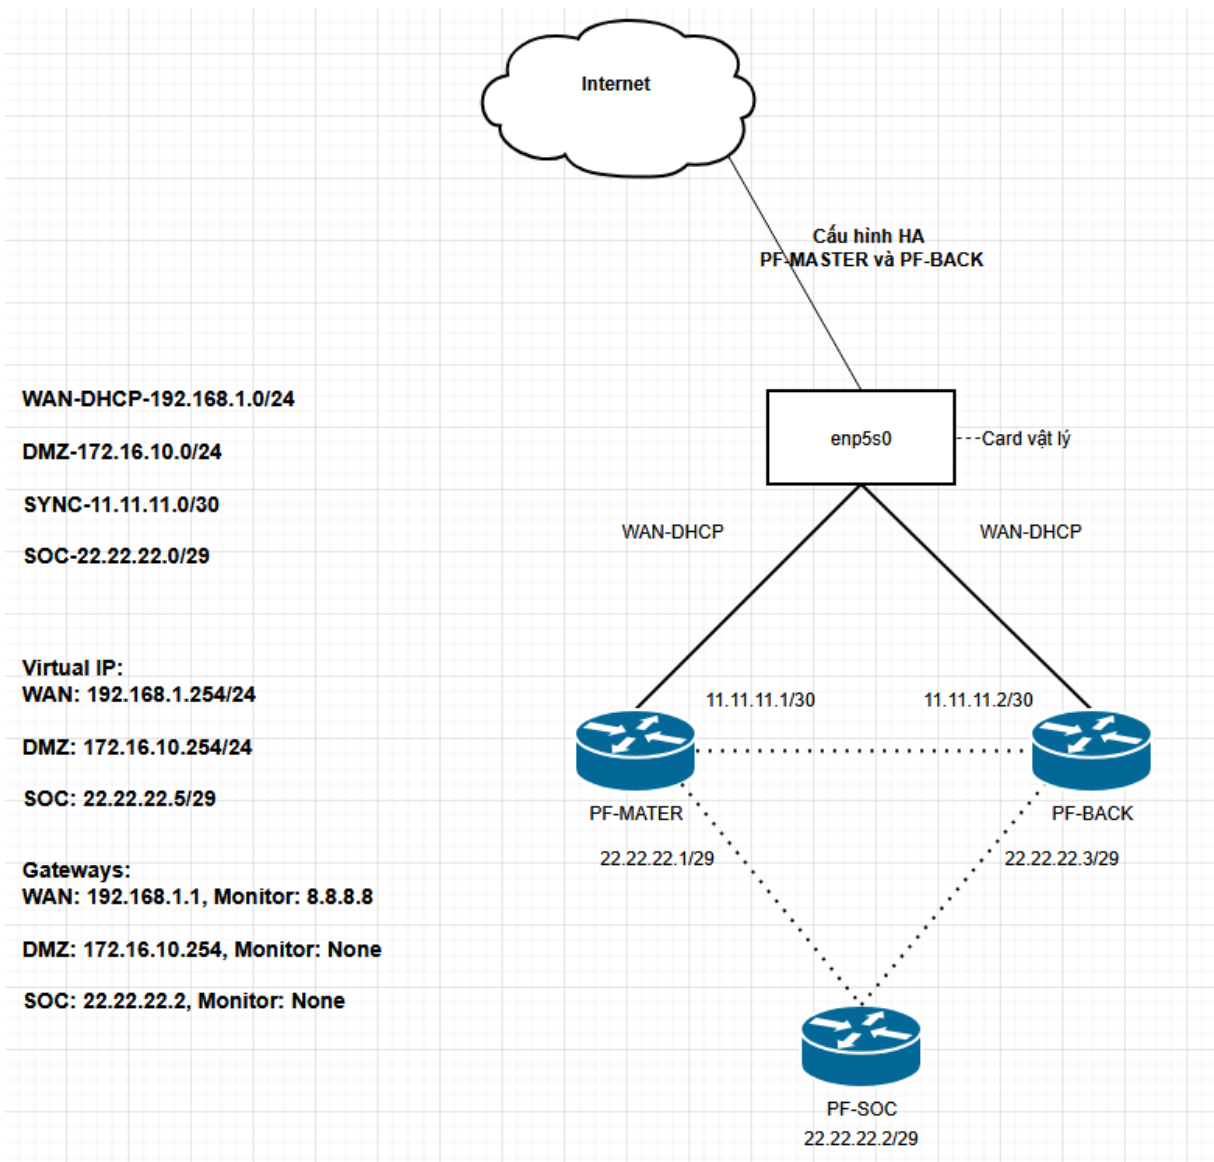 Internet
Cấu hình HA
PF-MASTER và PF-BACK
enp5s0
Card vật lý
WAN-DHCP-192.168.1.0/24
DMZ-172.16.10.0/24
SYNC-11.11.11.0/30
SOC-22.22.22.0/29
WAN-DHCP
WAN-DHCP
Virtual IP:
WAN: 192.168.1.254/24
DMZ: 172.16.10.254/24
SOC: 22.22.22.5/29
Gateways:
WAN: 192.168.1.1, Monitor: 8.8.8.8
DMZ: 172.16.10.254, Monitor: None
SOC: 22.22.22.2, Monitor: None
11.11.11.1/30
11.11.11.2/30
PF-MATER
PF-BACK
22.22.22.1/29
22.22.22.3/29
PF-SOC
22.22.22.2/29